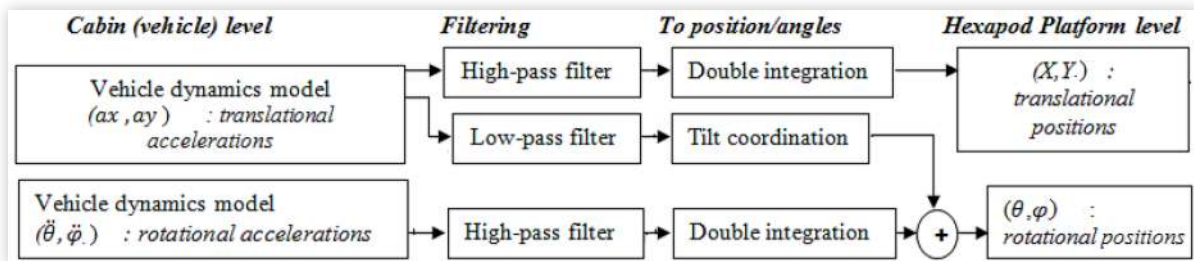 Cabin (vehicle) level
Filtering
To position/angles
Hexapod Platform level
Vehicle dynamics model
(ax , ay ) : translational
accelerations
High-pass filter
Double integration
(X,Y.) :
translational
positions
Low-pass filter
Tilt coordination
Vehicle dynamics model
(θ̈, φ̈.) : rotational accelerations
High-pass filter
Double integration
+
(θ,φ) :
rotational positions